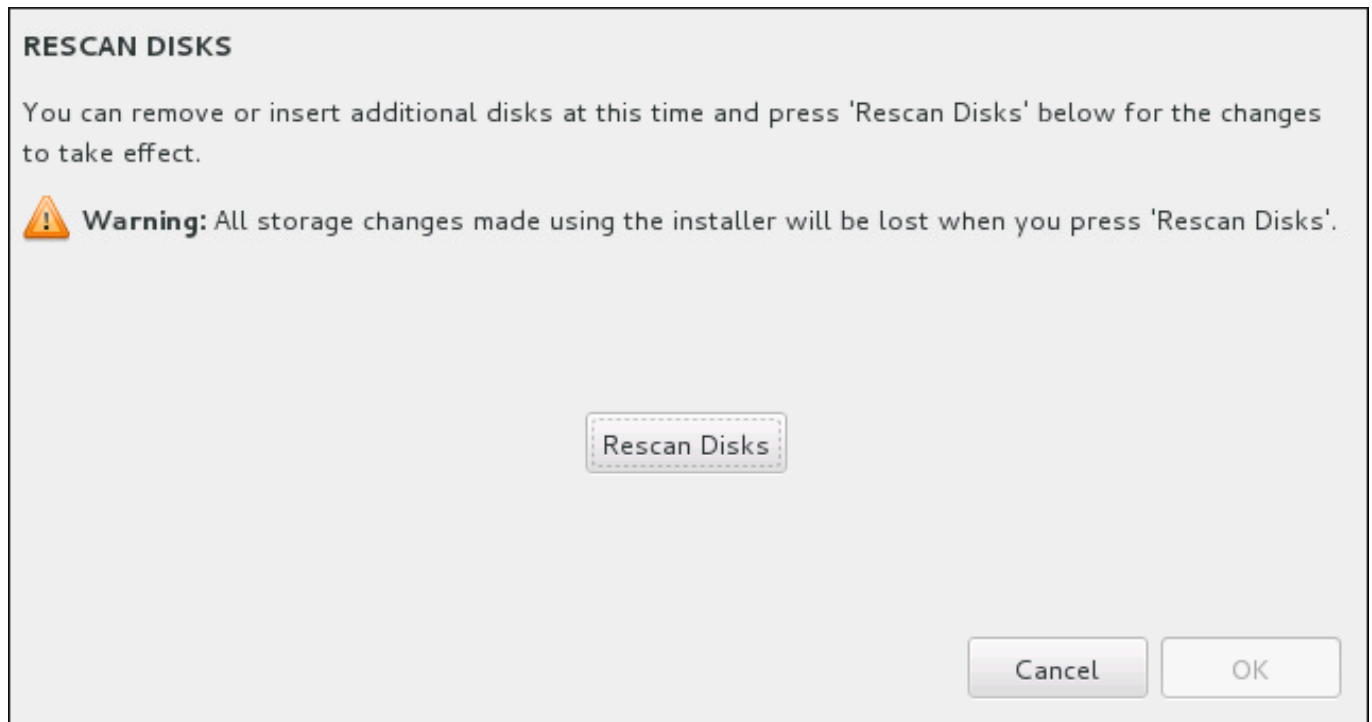 RESCAN DISKS
You can remove or insert additional disks at this time and press 'Rescan Disks' below for the changes
to take effect.
Warning: All storage changes made using the installer will be lost when you press 'Rescan Disks'.
Rescan Disks
Cancel
OK